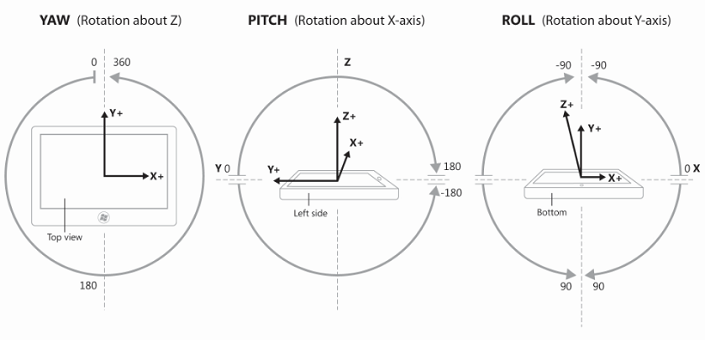 YAW (Rotation about Z)
0 360
Y+
X+
Top view
180
PITCH (Rotation about X-axis)
Z
Z+
X+
Y 0
Y+
180
-180
Left side
ROLL (Rotation about Y-axis)
-90 -90
Z+
Y+
X+
0 X
Bottom
90 90